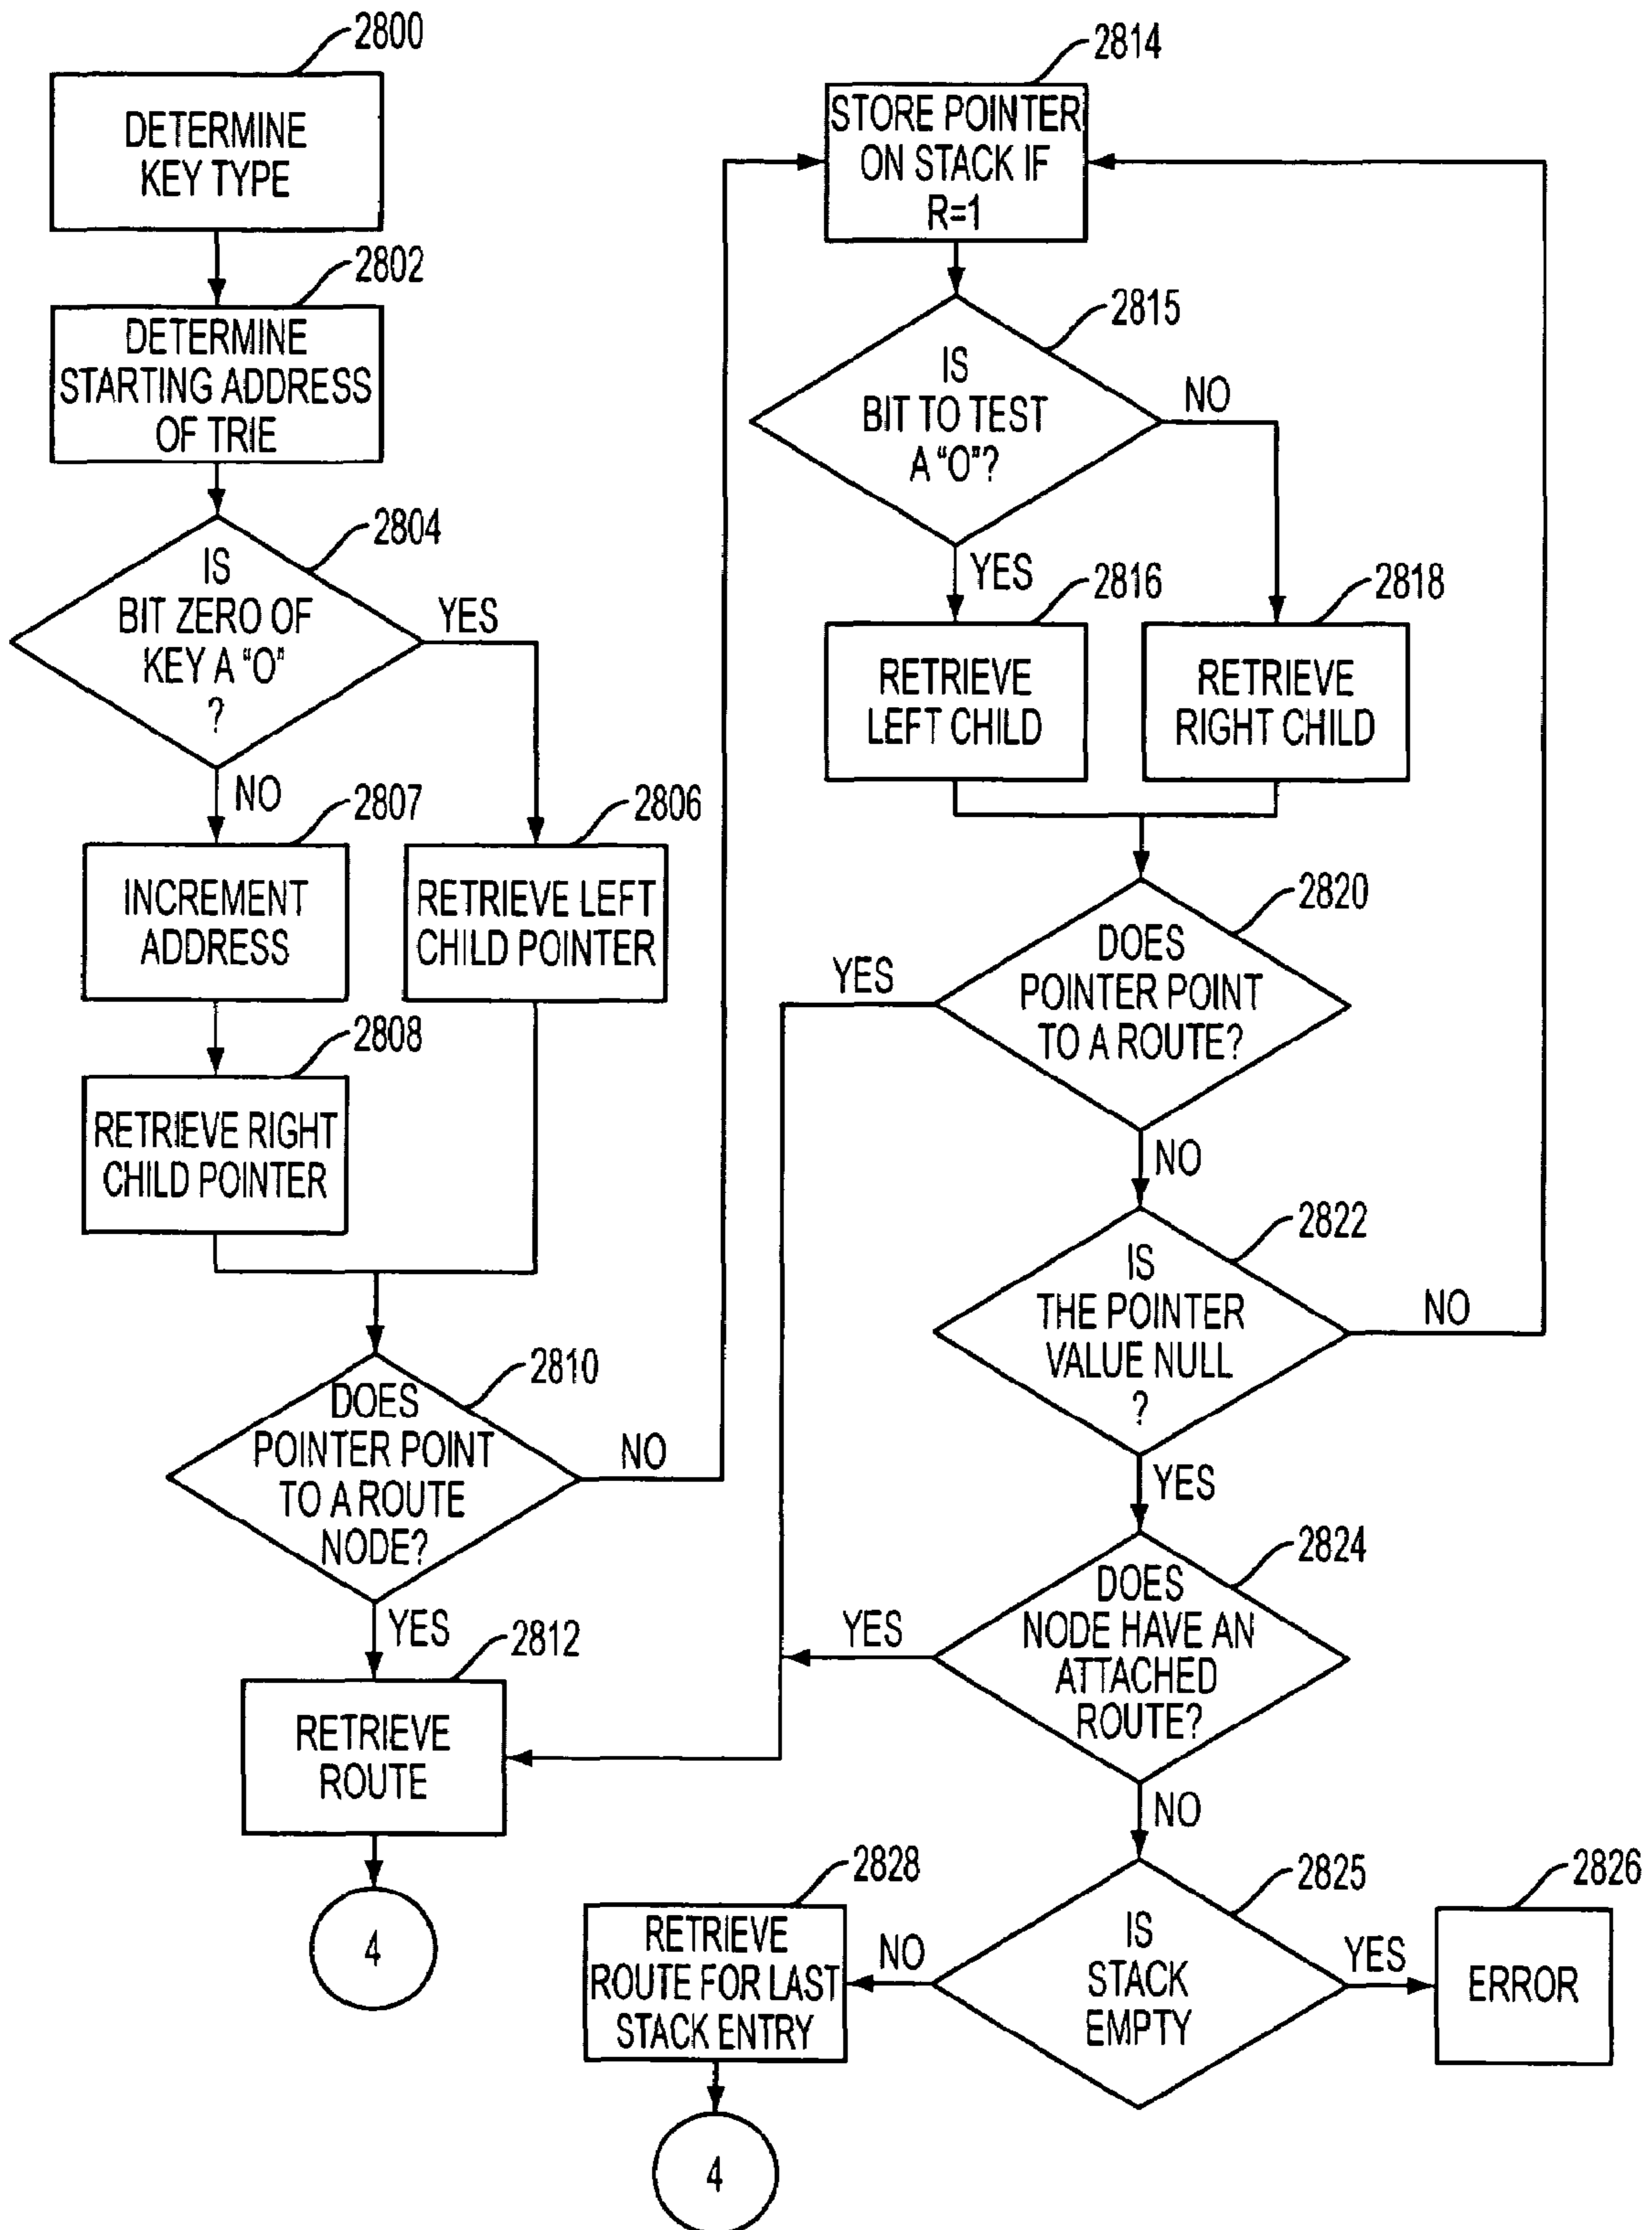 2800
DETERMINE
KEY TYPE
2802
DETERMINE
STARTING ADDRESS
OF TRIE
2804
IS
BIT ZERO OF
KEY A "0"
?
YES
NO
2807
INCREMENT
ADDRESS
2806
RETRIEVE LEFT
CHILD POINTER
2808
RETRIEVE RIGHT
CHILD POINTER
2810
DOES
POINTER POINT
TO A ROUTE
NODE?
NO
YES
2812
RETRIEVE
ROUTE
4
2814
STORE POINTER
ON STACK IF
R=1
2815
IS
BIT TO TEST
A "0"?
NO
YES
2816
RETRIEVE
LEFT CHILD
2818
RETRIEVE
RIGHT CHILD
2820
DOES
POINTER POINT
TO A ROUTE?
YES
NO
2822
IS
THE POINTER
VALUE NULL
?
NO
YES
2824
DOES
NODE HAVE AN
ATTACHED
ROUTE?
YES
NO
2825
IS
STACK
EMPTY
NO
YES
2826
ERROR
2828
RETRIEVE
ROUTE FOR LAST
STACK ENTRY
4